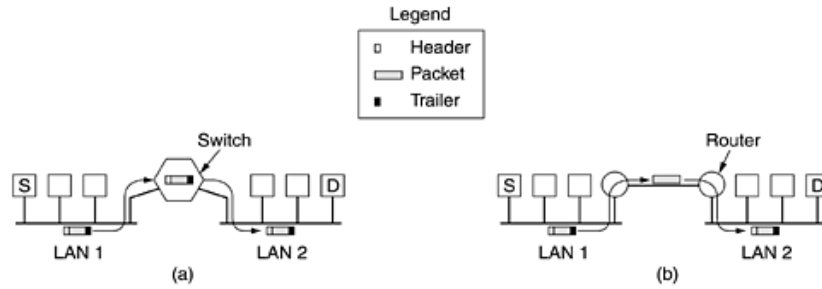 Legend
Header
Packet
Trailer
Switch
S
D
LAN 1
LAN 2
(a)
Router
S
D
LAN 1
LAN 2
(b)